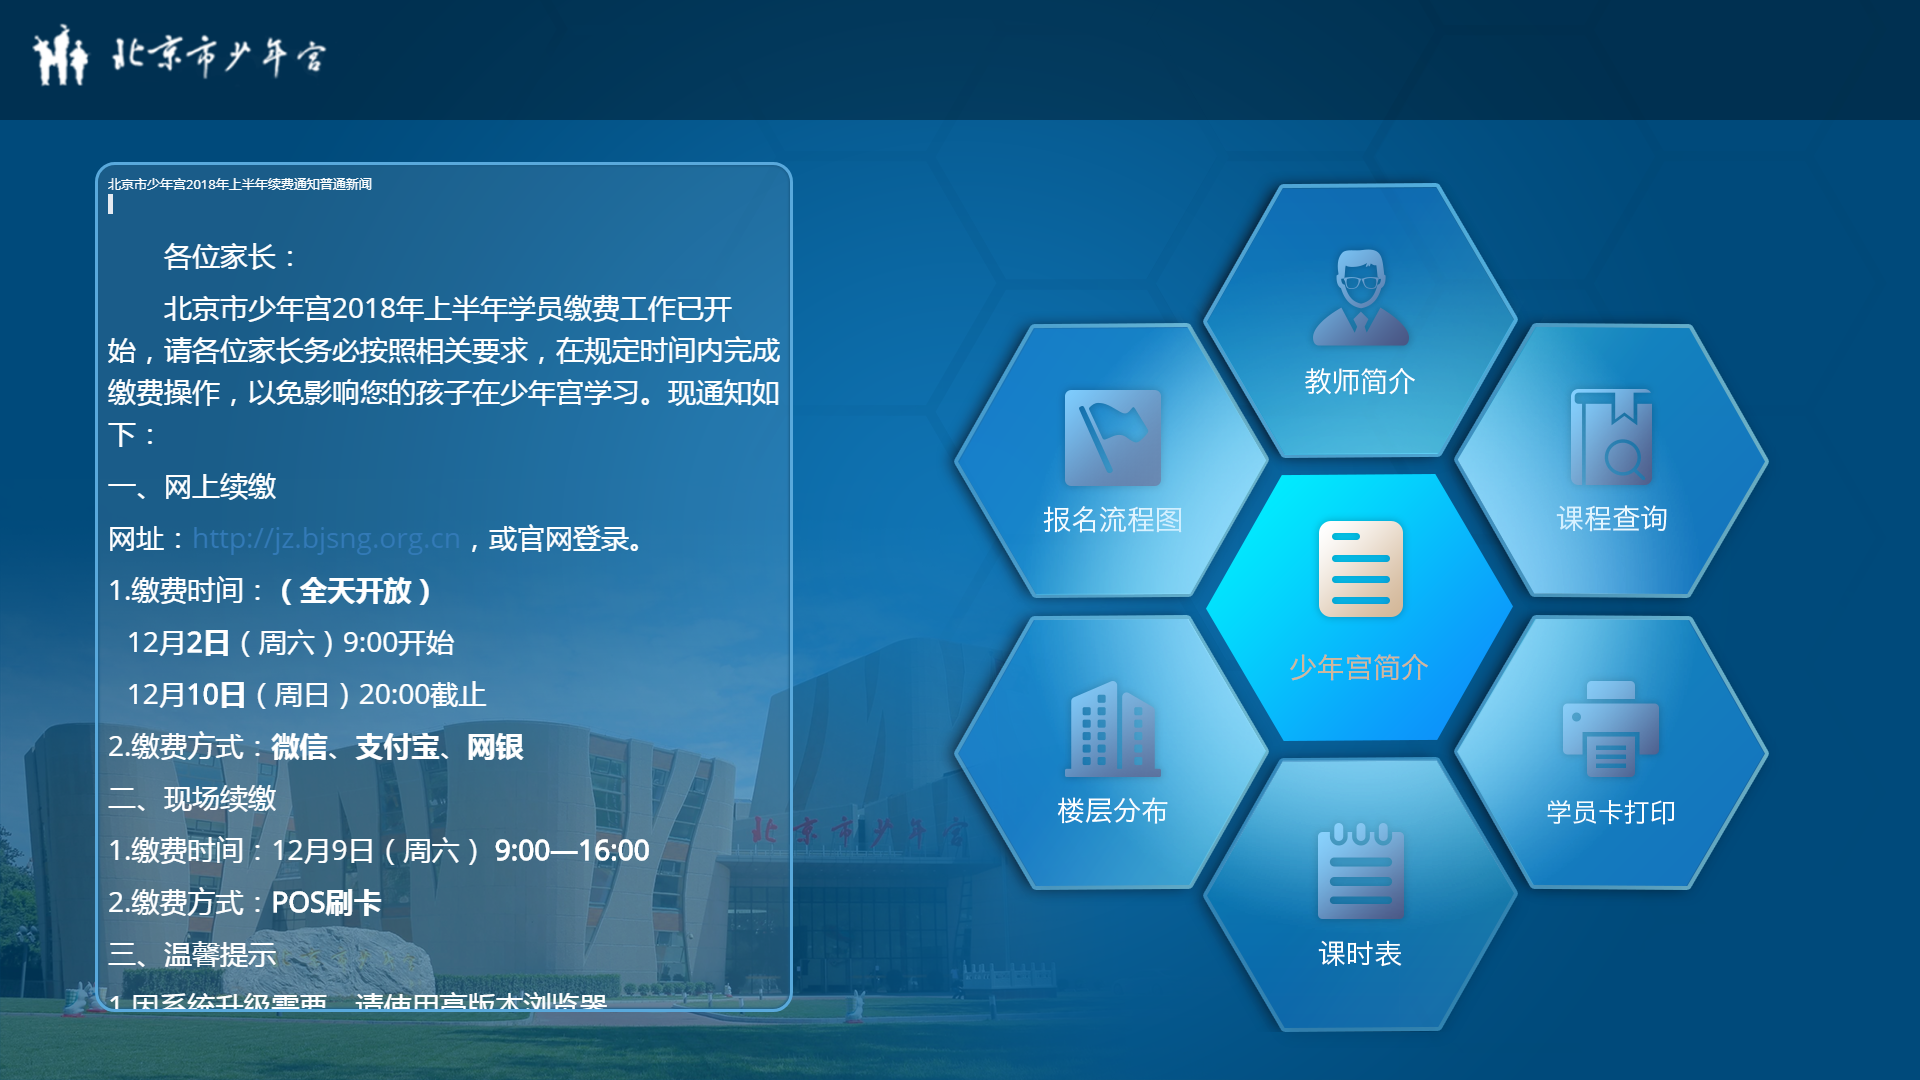 北京市少年宫
北京市少年宫2018年上半年续费通知普通新闻
各位家长：
北京市少年宫2018年上半年学员缴费工作已开
始，请各位家长务必按照相关要求，在规定时间内完成
缴费操作，以免影响您的孩子在少年宫学习。现通知如
下：
一、网上续缴
网址：http://jz.bjsng.org.cn，或官网登录。
1.缴费时间：（全天开放）
12月2日（周六）9:00开始
12月10日（周日）20:00截止
2.缴费方式：微信、支付宝、网银
二、现场续缴
1.缴费时间：12月9日（周六） 9:00—16:00
2.缴费方式：POS刷卡
三、温馨提示
1.因系统升级需要，请使用高版本浏览器
教师简介
报名流程图
课程查询
少年宫简介
楼层分布
学员卡打印
课时表
北京市少年宫